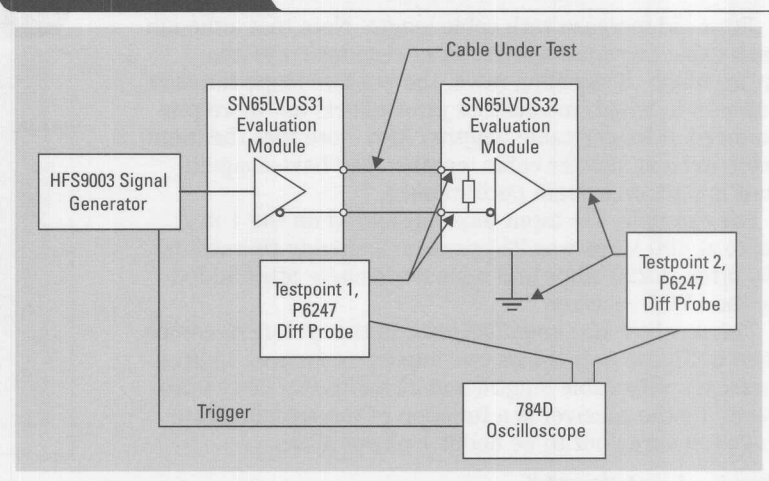 Cable Under Test
SN65LVDS31
Evaluation
Module
SN65LVDS32
Evaluation
Module
HFS9003 Signal
Generator
Testpoint 1,
P6247
Diff Probe
Testpoint 2,
P6247
Diff Probe
Trigger
784D
Oscilloscope